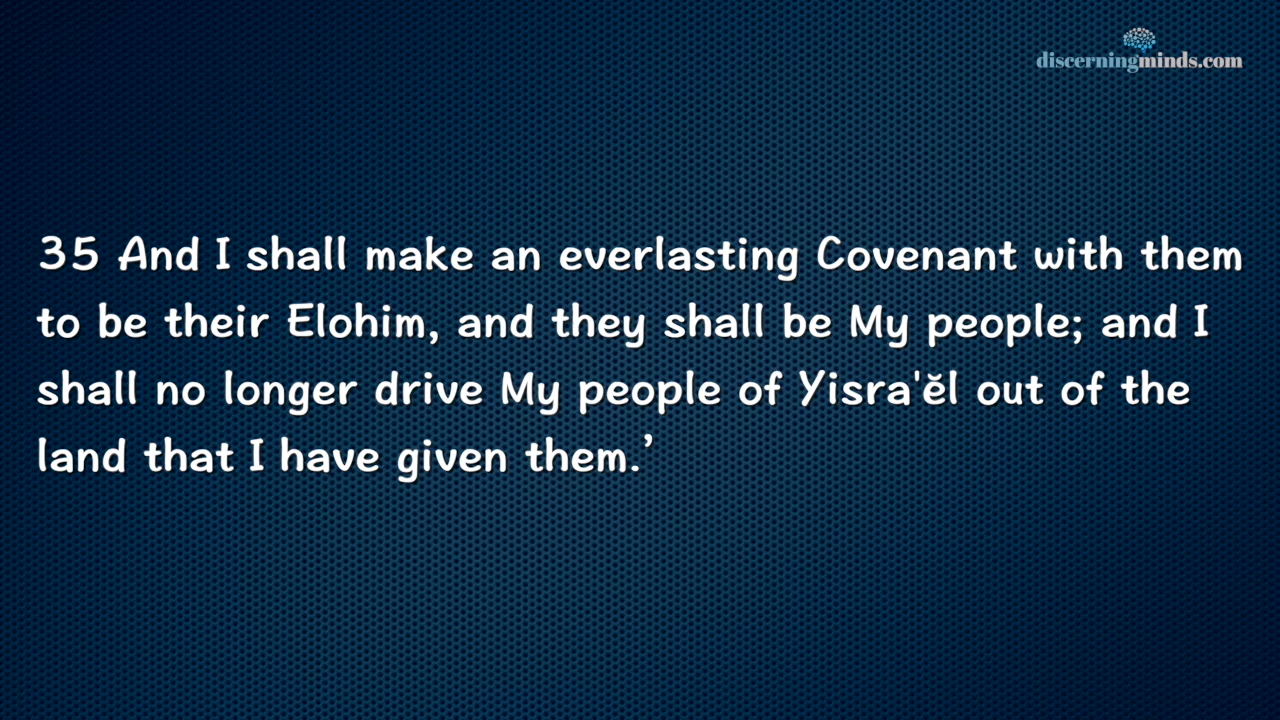 discerningminds.com
35 And I shall make an everlasting Covenant with them
to be their Elohim, and they shall be My people; and I
shall no longer drive My people of Yisra'ĕl out of the
land that I have given them.’